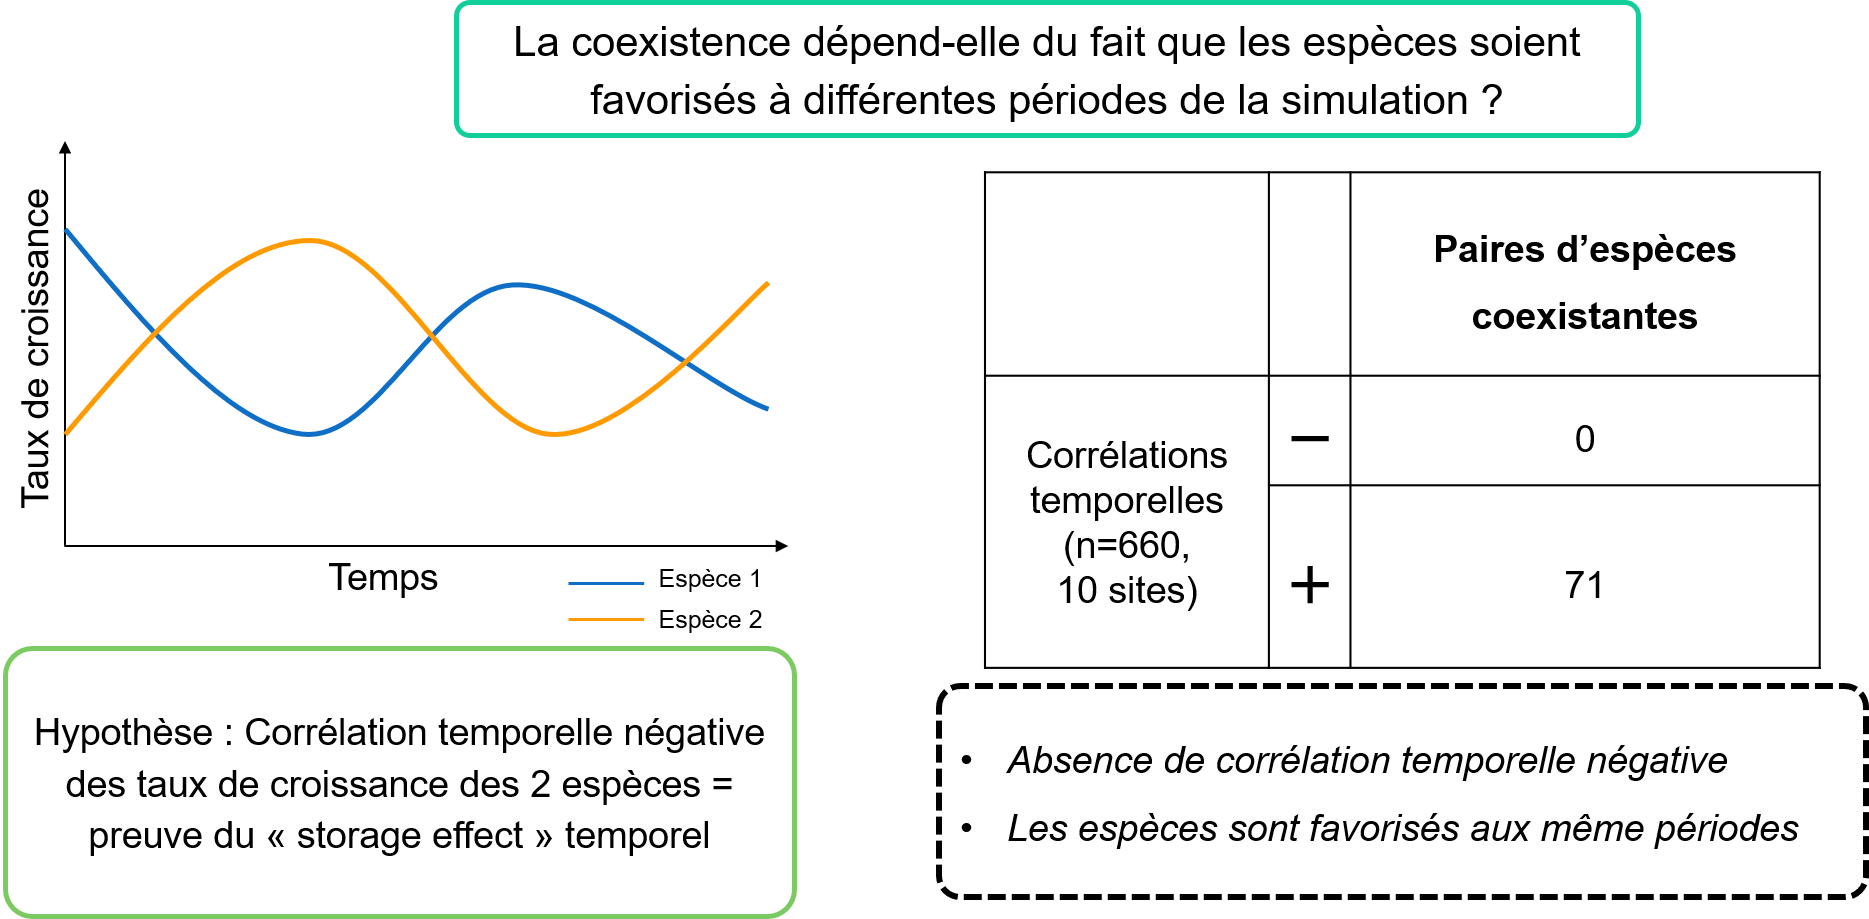 La coexistence dépend-elle du fait que les espèces soient
favorisés à différentes périodes de la simulation ?
Taux de croissance
Temps
Espèce 1
Espèce 2
Hypothèse : Corrélation temporelle négative
des taux de croissance des 2 espèces =
preuve du « storage effect » temporel
Paires d’espèces
coexistantes
Corrélations
temporelles
(n=660,
10 sites)
−
0
+
71
• Absence de corrélation temporelle négative
• Les espèces sont favorisés aux même périodes